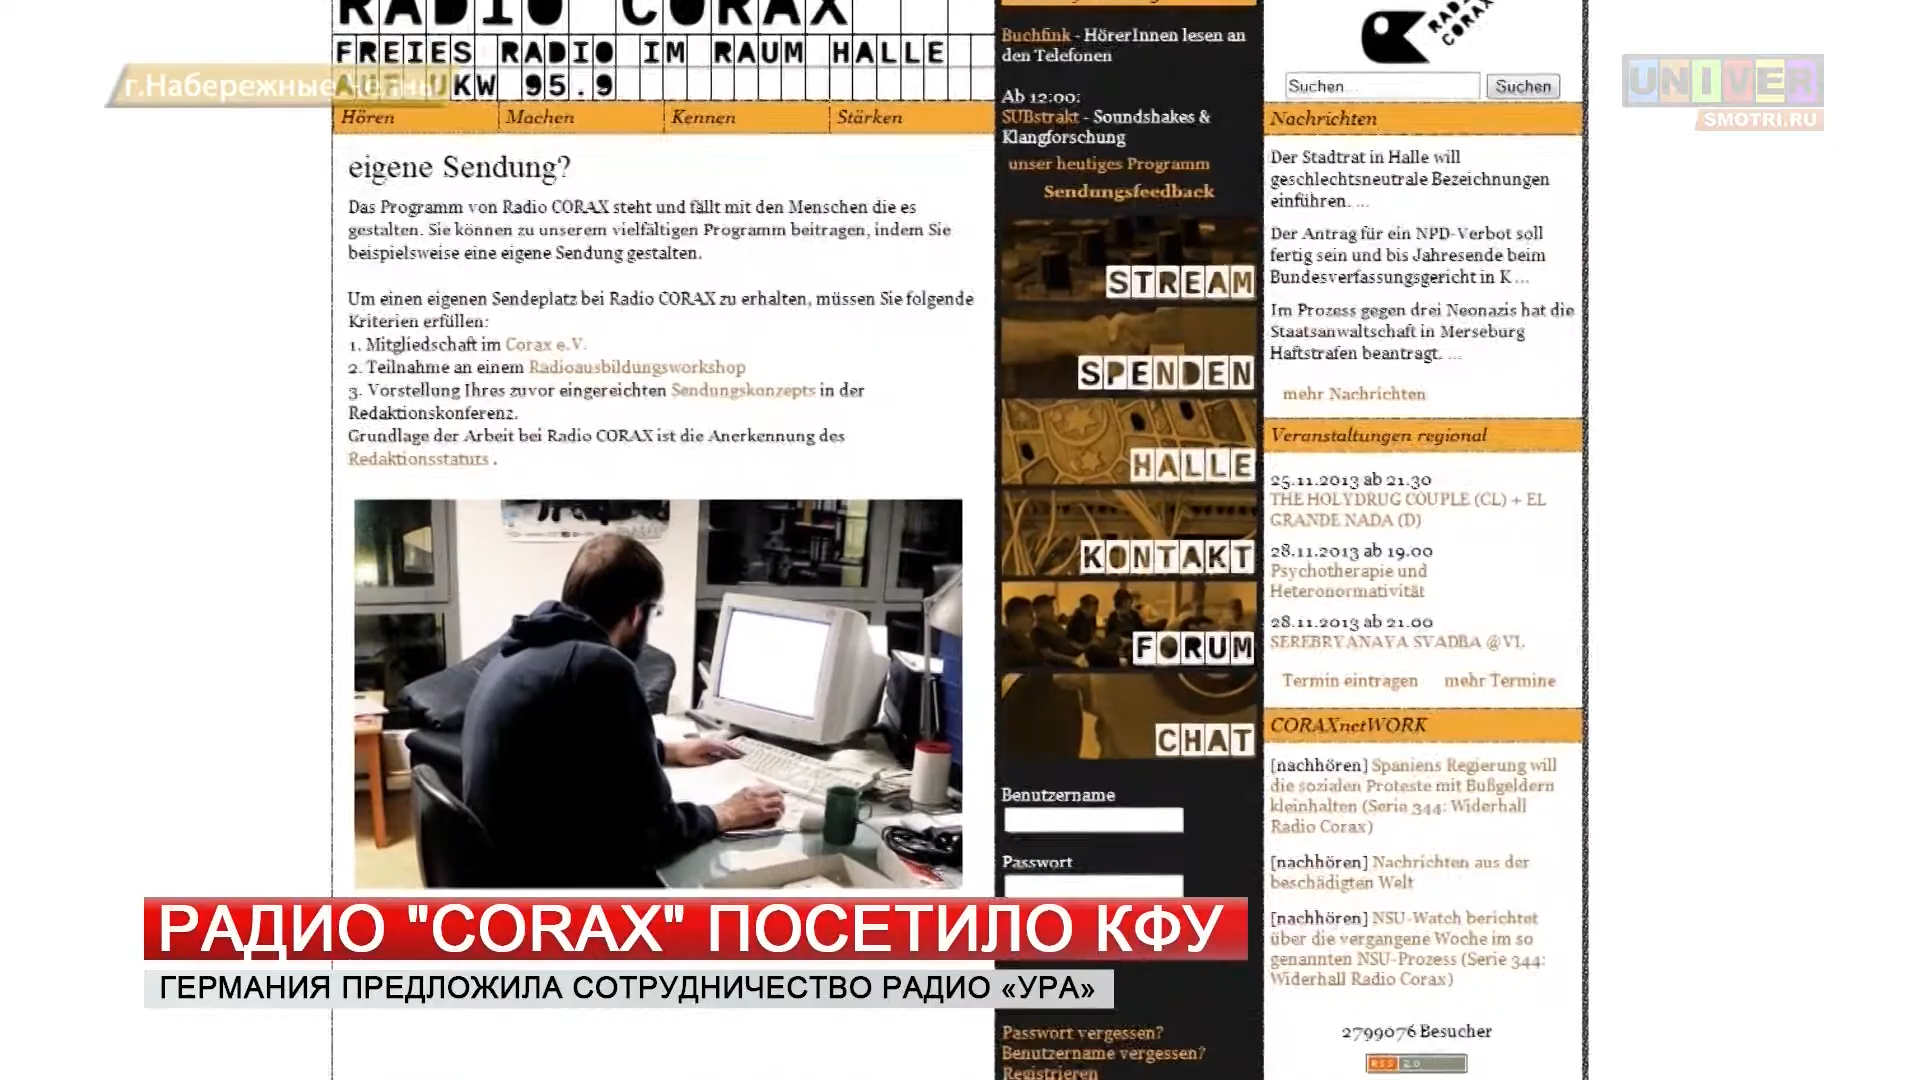 RADIO CORAX
FREIES RADIO IM RAUM HALLE
AUF UKW 95.9
г.Набережные
Hören
Machen
Kennen
Stärken
eigene Sendung?
Das Programm von Radio CORAX steht und fällt mit den Menschen die es
gestalten. Sie können zu unserem vielfältigen Programm beitragen, indem Sie
beispielsweise eine eigene Sendung gestalten.
Um einen eigenen Sendeplatz bei Radio CORAX zu erhalten, müssen Sie folgende
Kriterien erfüllen:
1. Mitgliedschaft im Corax e.V.
2. Teilnahme an einem Radioausbildungsworkshop
3. Vorstellung Ihres zuvor eingereichten Sendungskonzepts in der
Redaktionskonferenz.
Grundlage der Arbeit bei Radio CORAX ist die Anerkennung des
Redaktionsstatuts .
Buchfink - HörerInnen lesen an
den Telefonen
Ab 12:00:
SUBstrakt - Soundshakes &
Klangforschung
unser heutiges Programm
Sendungsfeedback
STREAM
SPENDEN
HALLE
KONTAKT
FORUM
CHAT
Benutzername
Passwort
Passwort vergessen?
Benutzername vergessen?
Registrieren
RADIO
CORAX
Suchen...
Suchen
Nachrichten
Der Stadtrat in Halle will
geschlechtsneutrale Bezeichnungen
einführen. ...
Der Antrag für ein NPD-Verbot soll
fertig sein und bis Jahresende beim
Bundesverfassungsgericht in K ...
Im Prozess gegen drei Neonazis hat die
Staatsanwaltschaft in Merseburg
Haftstrafen beantragt. ...
mehr Nachrichten
Veranstaltungen regional
25.11.2013 ab 21.30
THE HOLYDRUG COUPLE (CL) + EL
GRANDE NADA (D)
28.11.2013 ab 19.00
Psychotherapie und
Heteronormativität
28.11.2013 ab 21.00
SEREBRYANAYA SVADBA @VL
Termin eintragen mehr Termine
CORAXnetWORK
[nachhören] Spaniens Regierung will
die sozialen Proteste mit Bußgeldern
kleinhalten (Serie 344: Widerhall
Radio Corax)
[nachhören] Nachrichten aus der
beschädigten Welt
[nachhören] NSU-Watch berichtet
über die vergangene Woche im so
genannten NSU-Prozess (Serie 344:
Widerhall Radio Corax)
2799076 Besucher
RSS 2.0
UNIVER
SMOTRI.RU
РАДИО "CORAX" ПОСЕТИЛО КФУ
ГЕРМАНИЯ ПРЕДЛОЖИЛА СОТРУДНИЧЕСТВО РАДИО «УРА»